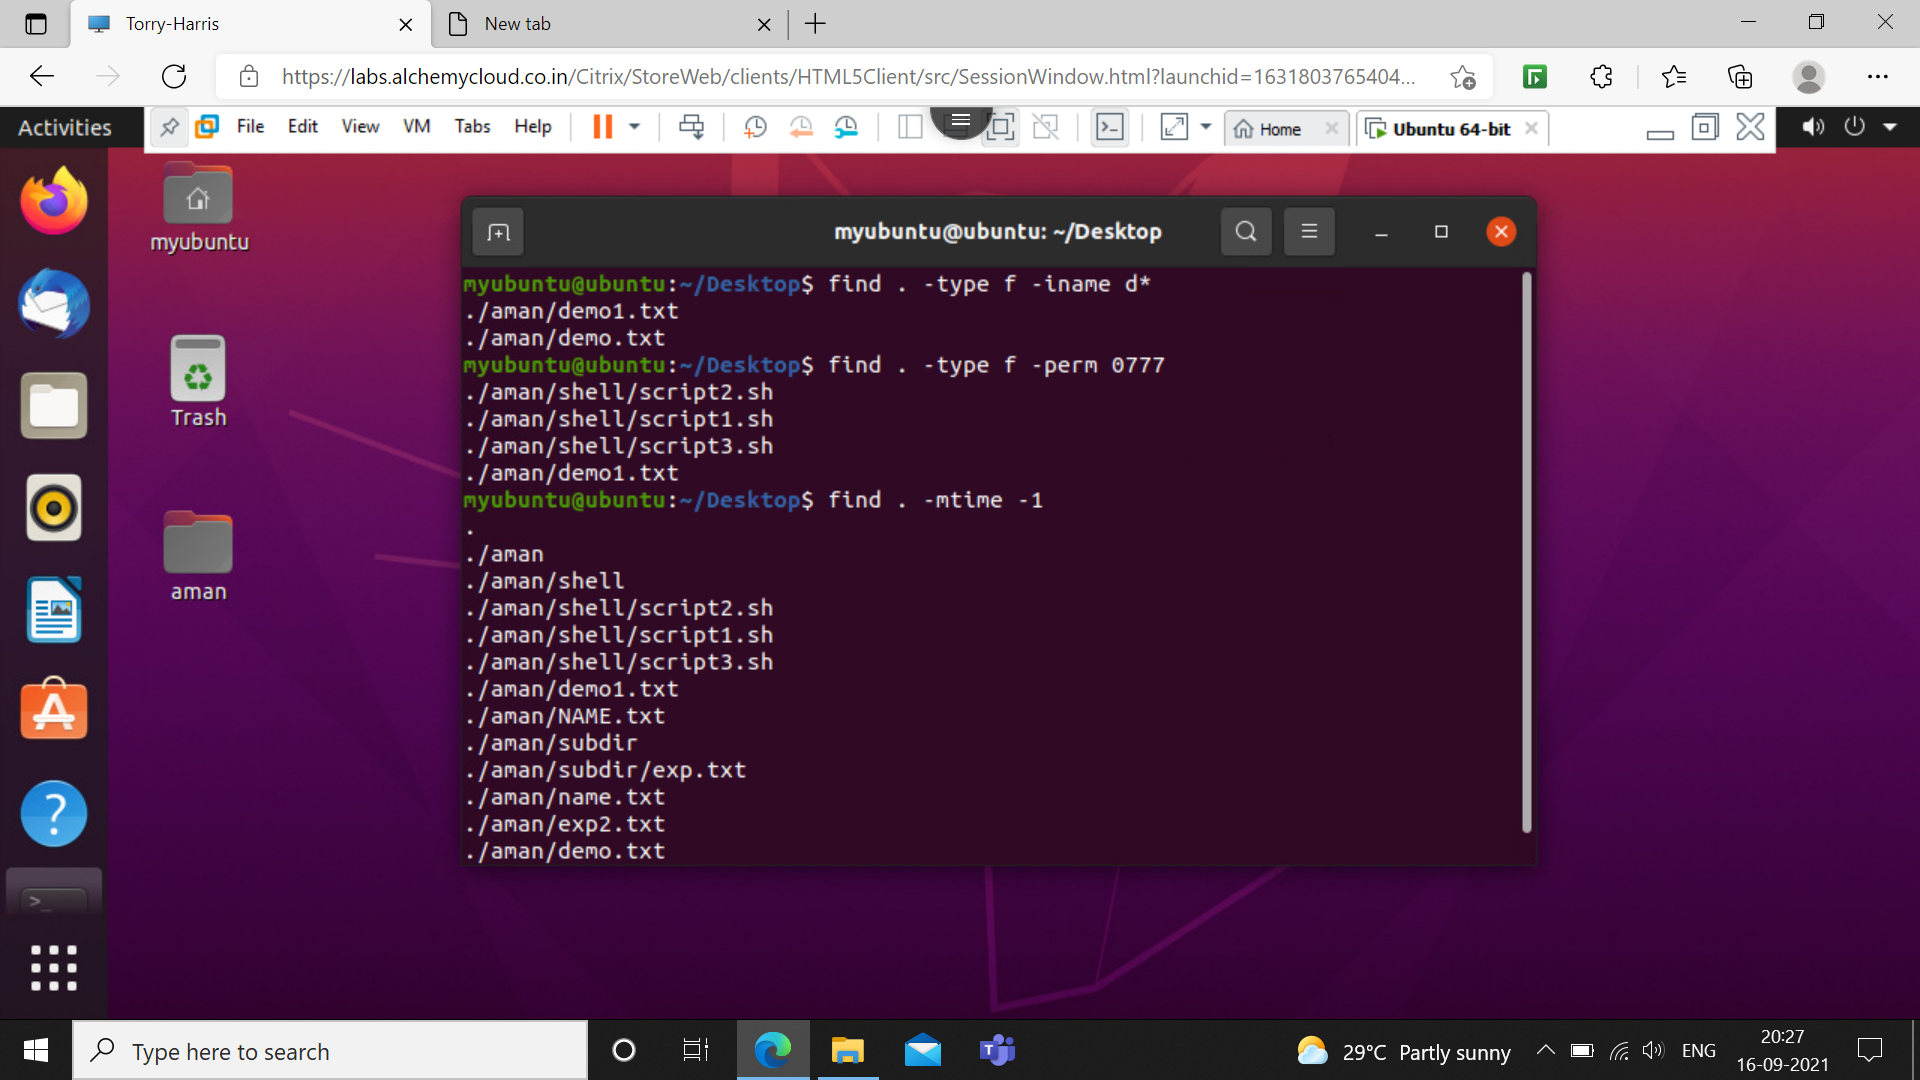 Torry-Harris
New tab
https://labs.alchemycloud.co.in/Citrix/StoreWeb/clients/HTML5Client/src/SessionWindow.html?launchid=1631803765404...
Activities
File Edit View VM Tabs Help
Home
Ubuntu 64-bit
myubuntu
Trash
aman
myubuntu@ubuntu: ~/Desktop
myubuntu@ubuntu:~/Desktop$ find . -type f -iname d*
./aman/demo1.txt
./aman/demo.txt
myubuntu@ubuntu:~/Desktop$ find . -type f -perm 0777
./aman/shell/script2.sh
./aman/shell/script1.sh
./aman/shell/script3.sh
./aman/demo1.txt
myubuntu@ubuntu:~/Desktop$ find . -mtime -1
.
./aman
./aman/shell
./aman/shell/script2.sh
./aman/shell/script1.sh
./aman/shell/script3.sh
./aman/demo1.txt
./aman/NAME.txt
./aman/subdir
./aman/subdir/exp.txt
./aman/name.txt
./aman/exp2.txt
./aman/demo.txt
Type here to search
29°C Partly sunny
ENG
20:27
16-09-2021